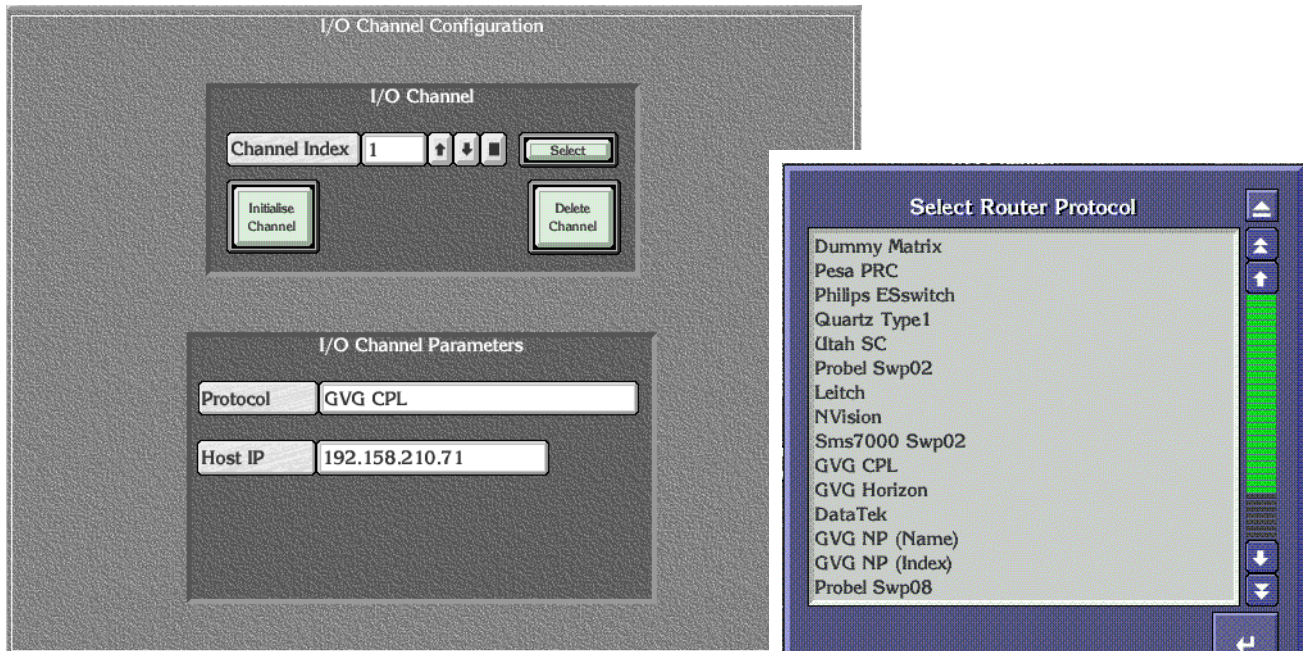 I/O Channel Configuration
I/O Channel
Channel Index 1 Select
Initialise
Channel
Delete
Channel
I/O Channel Parameters
Protocol GVG CPL
Host IP 192.158.210.71
Select Router Protocol
Dummy Matrix
Pesa PRC
Philips ESswitch
Quartz Type1
Utah SC
Probel Swp02
Leitch
NVision
Sms7000 Swp02
GVG CPL
GVG Horizon
DataTek
GVG NP (Name)
GVG NP (Index)
Probel Swp08